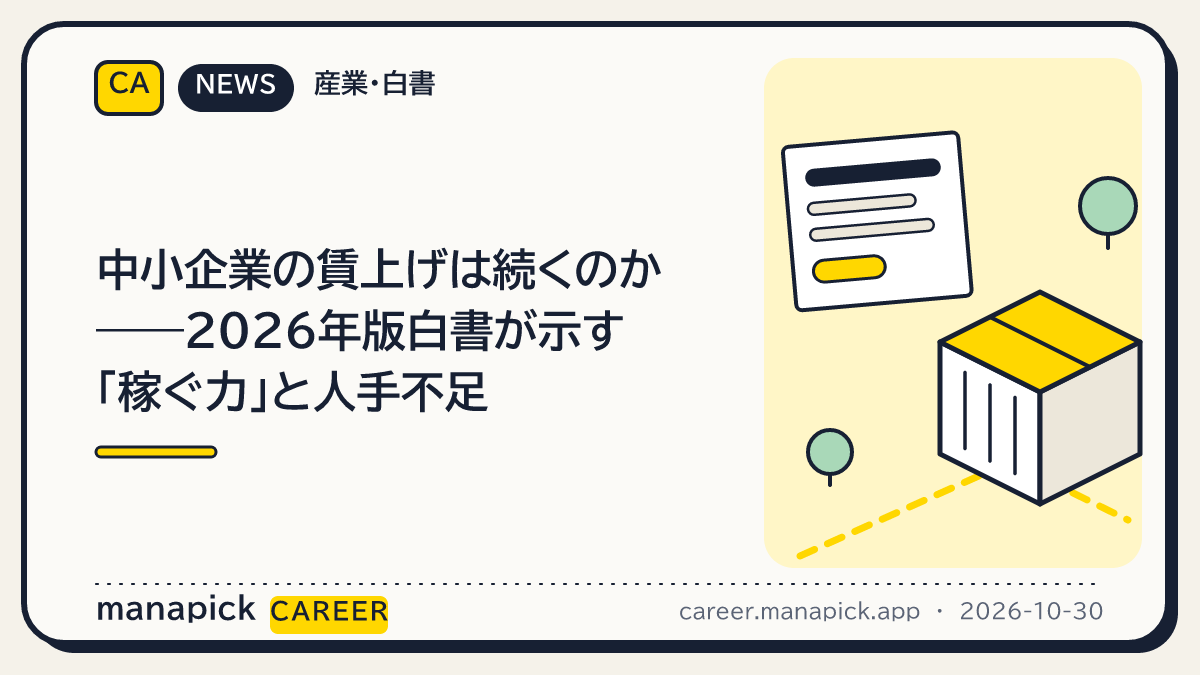 CA NEWS 産業・白書
中小企業の賃上げは続くのか
――2026年版白書が示す
「稼ぐ力」と人手不足
manapick CAREER
career.manapick.app ・ 2026-10-30